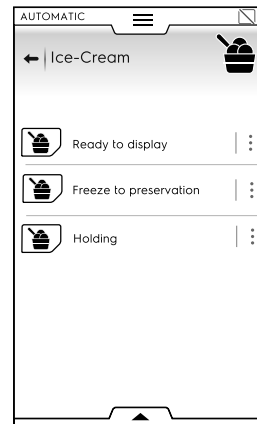 AUTOMATIC
Ice-Cream
Ready to display
Freeze to preservation
Holding